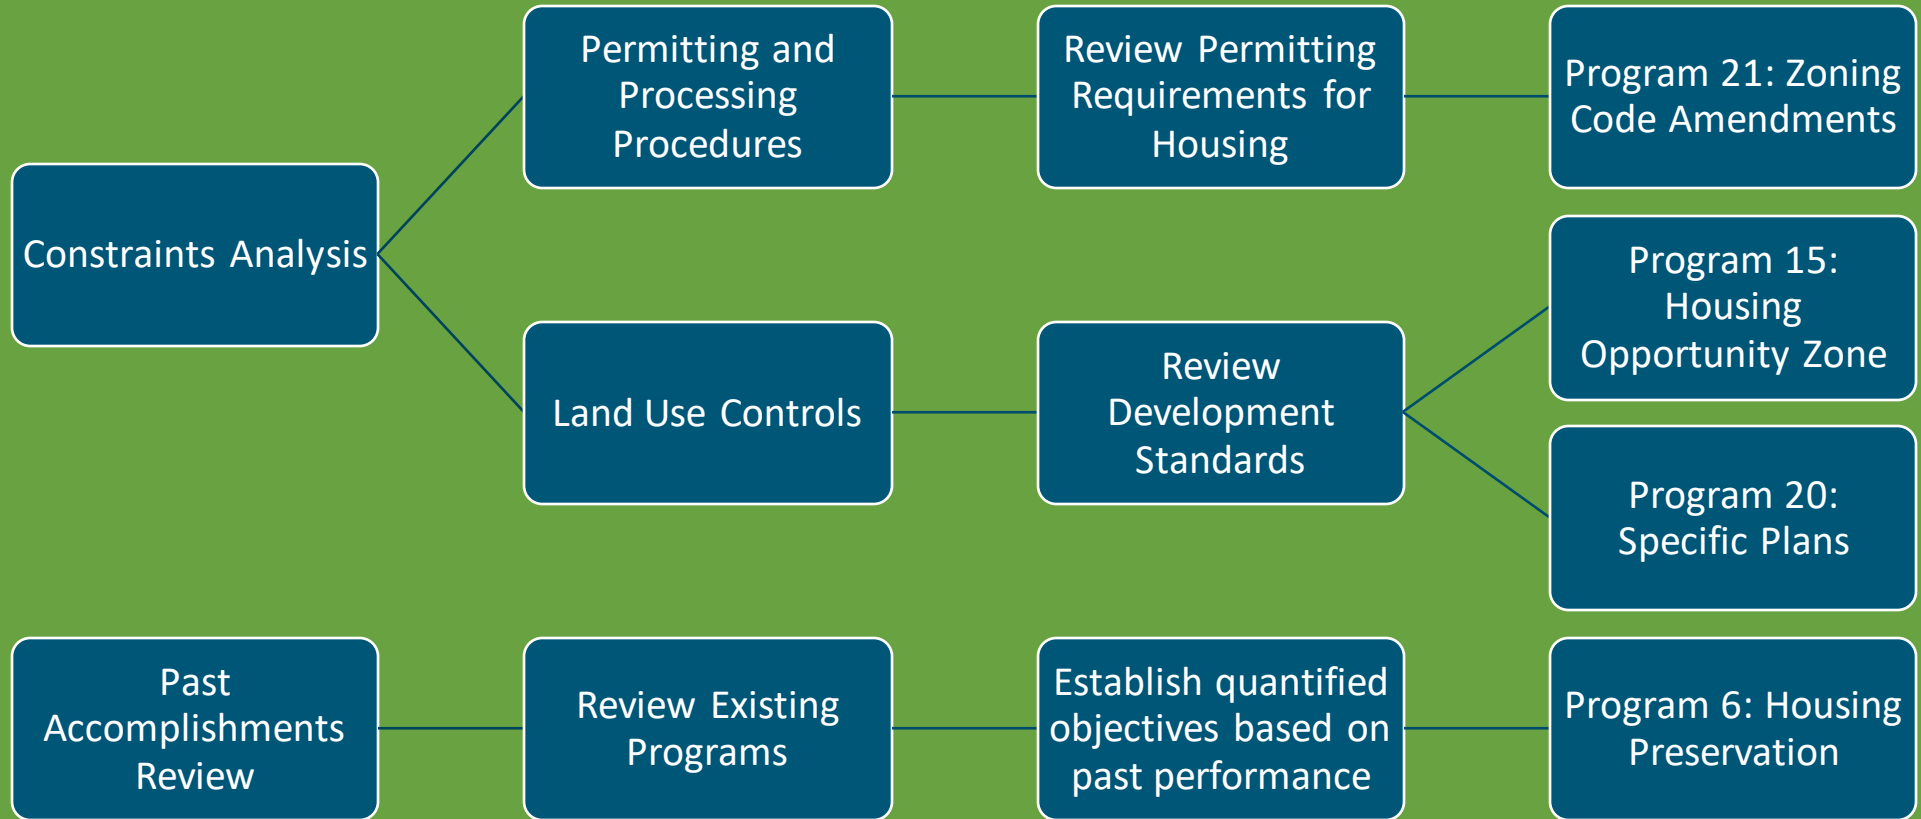 Constraints Analysis
Permitting and
Processing
Procedures
Review Permitting
Requirements for
Housing
Program 21: Zoning
Code Amendments
Land Use Controls
Review
Development
Standards
Program 15:
Housing
Opportunity Zone
Program 20:
Specific Plans
Past
Accomplishments
Review
Review Existing
Programs
Establish quantified
objectives based on
past performance
Program 6: Housing
Preservation